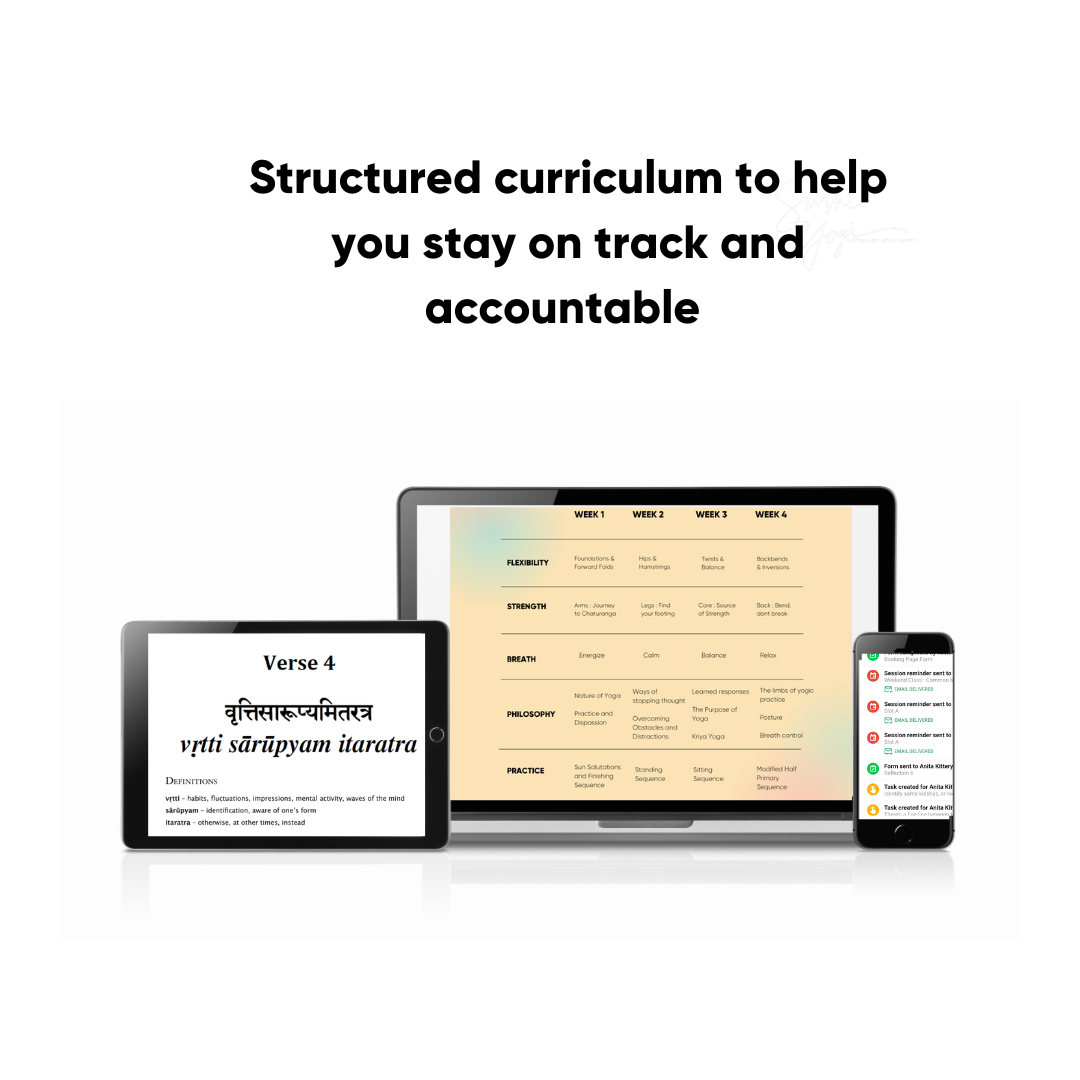 Structured curriculum to help
you stay on track and
accountable
WEEK 1 WEEK 2 WEEK 3 WEEK 4
FLEXIBILITY
Foundations &
Forward Folds
Hips &
Hamstrings
Twists &
Balance
Backbends
& Inversions
STRENGTH
Arms : Journey
to Chaturanga
Legs : Find
your footing
Core : Source
of Strength
Back : Bend,
dont break
BREATH
Energize
Calm
Balance
Relax
PHILOSOPHY
Nature of Yoga
Practice and
Dispassion
Ways of
stopping thought
Overcoming
Obstacles and
Distractions
Learned responses
The Purpose of
Yoga
Kriya Yoga
The limbs of yogic
practice
Posture
Breath control
PRACTICE
Sun Salutations
and Finishing
Sequence
Standing
Sequence
Sitting
Sequence
Modified Half
Primary
Sequence
Verse 4
वृत्तिसारूप्यमितरत्र
vṛtti sārūpyam itaratra
DEFINITIONS
vṛtti – habits, fluctuations, impressions, mental activity, waves of the mind
sārūpyam – identification, aware of one's form
itaratra – otherwise, at other times, instead
Booking Page Form
Session reminder sent to
Weekend Class : Common
EMAIL DELIVERED
Session reminder sent to
Slot A
EMAIL DELIVERED
Session reminder sent to
Slot A
EMAIL DELIVERED
Form sent to Anita Kittery
Reflection 6
Task created for Anita Kit
Identify some kleshas, or
Task created for Anita Kit
There's a fine line between